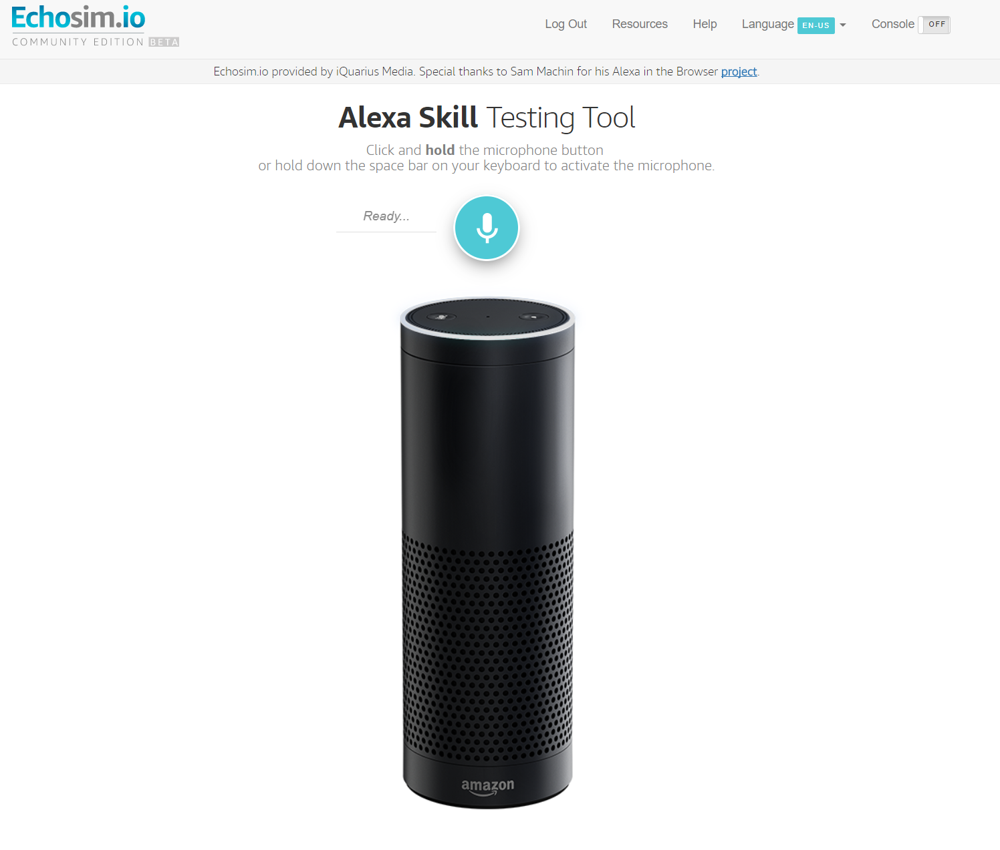 Echosim.io
COMMUNITY EDITION BETA
Log Out
Resources
Help
Language EN-US
Console OFF
Echosim.io provided by iQuarius Media. Special thanks to Sam Machin for his Alexa in the Browser project.
Alexa Skill Testing Tool
Click and hold the microphone button
or hold down the space bar on your keyboard to activate the microphone.
Ready...
amazon